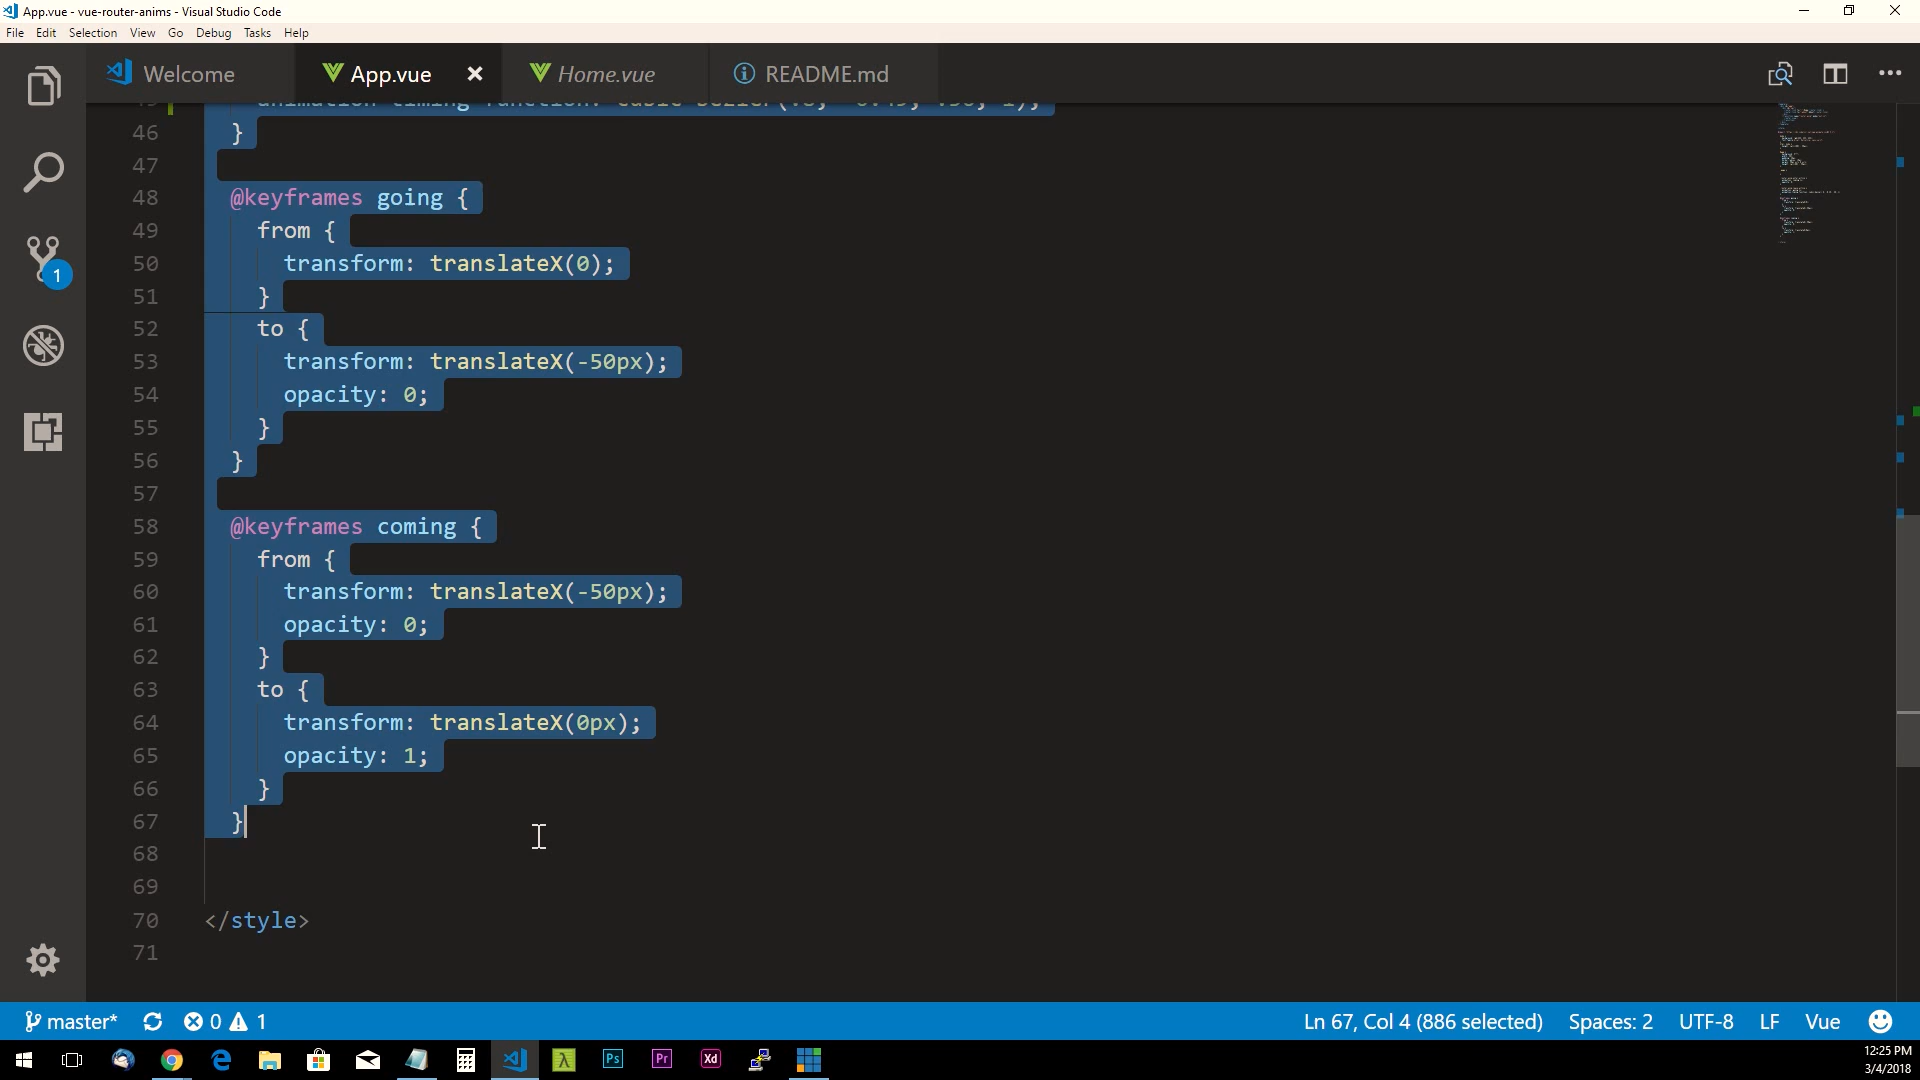 App.vue - vue-router-anims - Visual Studio Code
File Edit Selection View Go Debug Tasks Help
Welcome App.vue Home.vue README.md
46 }
47
48 @keyframes going {
49 from {
50 transform: translateX(0);
51 }
52 to {
53 transform: translateX(-50px);
54 opacity: 0;
55 }
56 }
57
58 @keyframes coming {
59 from {
60 transform: translateX(-50px);
61 opacity: 0;
62 }
63 to {
64 transform: translateX(0px);
65 opacity: 1;
66 }
67 }
68
69
70 </style>
71
1
master* 0 1 Ln 67, Col 4 (886 selected) Spaces: 2 UTF-8 LF Vue
Ps Pr Xd
12:25 PM
3/4/2018